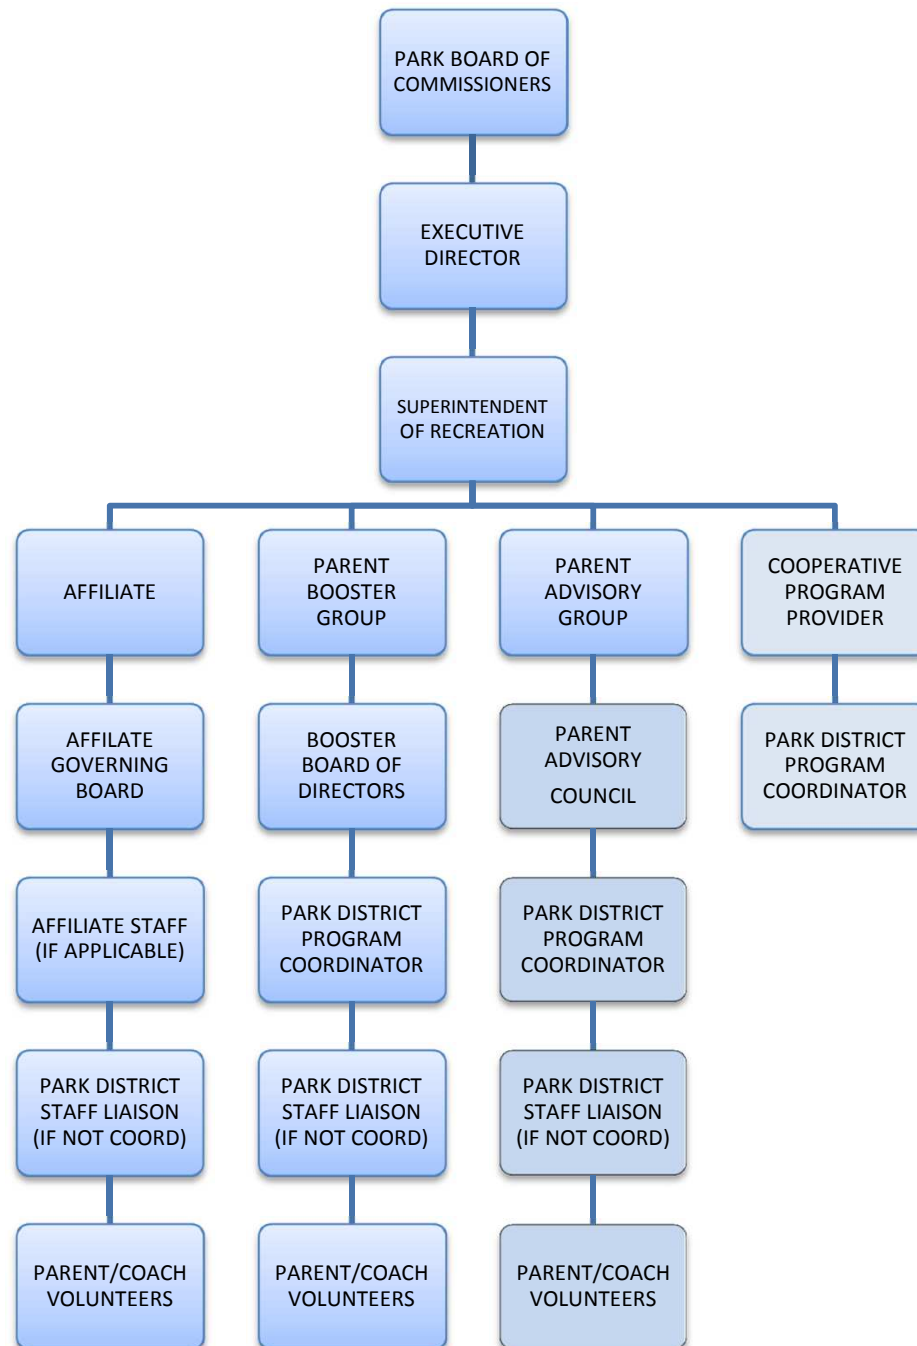 PARK BOARD OF
COMMISSIONERS
EXECUTIVE
DIRECTOR
SUPERINTENDENT
OF RECREATION
AFFILIATE
PARENT
BOOSTER
GROUP
PARENT
ADVISORY
GROUP
COOPERATIVE
PROGRAM
PROVIDER
AFFILATE
GOVERNING
BOARD
BOOSTER
BOARD OF
DIRECTORS
PARENT
ADVISORY
COUNCIL
PARK DISTRICT
PROGRAM
COORDINATOR
AFFILIATE STAFF
(IF APPLICABLE)
PARK DISTRICT
PROGRAM
COORDINATOR
PARK DISTRICT
PROGRAM
COORDINATOR
PARK DISTRICT
STAFF LIAISON
(IF NOT COORD)
PARK DISTRICT
STAFF LIAISON
(IF NOT COORD)
PARK DISTRICT
STAFF LIAISON
(IF NOT COORD)
PARENT/COACH
VOLUNTEERS
PARENT/COACH
VOLUNTEERS
PARENT/COACH
VOLUNTEERS